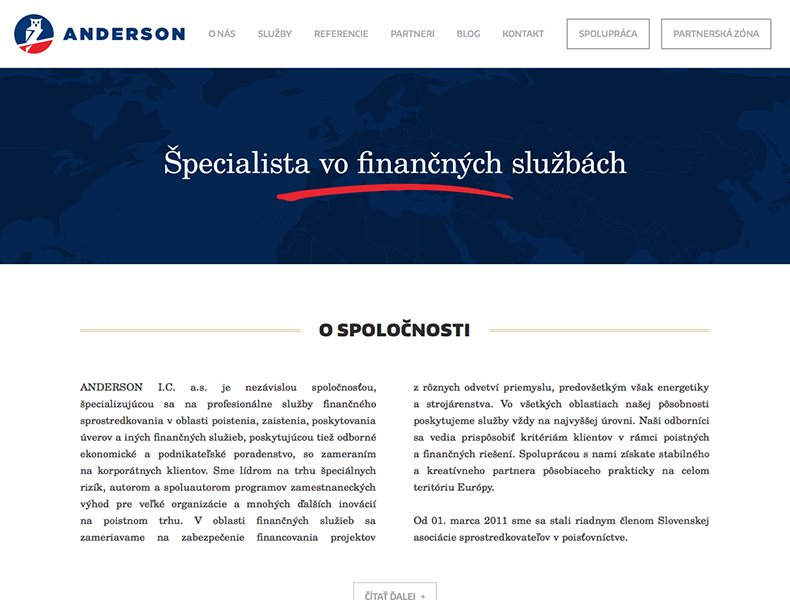 ANDERSON
O NÁS
SLUŽBY
REFERENCIE
PARTNERI
BLOG
KONTAKT
SPOLUPRÁCA
PARTNERSKÁ ZÓNA
Špecialista vo finančných službách
O SPOLOČNOSTI
ANDERSON I.C. a.s. je nezávislou spoločnosťou,
špecializujúcou sa na profesionálne služby finančného
sprostredkovania v oblasti poistenia, zaistenia, poskytovania
úverov a iných finančných služieb, poskytujúcou tiež odborné
ekonomické a podnikateľské poradenstvo, so zameraním
na korporátnych klientov. Sme lídrom na trhu špeciálnych
rizík, autorom a spoluautorom programov zamestnaneckých
výhod pre veľké organizácie a mnohých ďalších inovácií
na poistnom trhu. V oblasti finančných služieb sa
zameriavame na zabezpečenie financovania projektov
z rôznych odvetví priemyslu, predovšetkým však energetiky
a strojárenstva. Vo všetkých oblastiach našej pôsobnosti
poskytujeme služby vždy na najvyššej úrovni. Naši odborníci
sa vedia prispôsobiť kritériám klientov v rámci poistných
a finančných riešení. Spoluprácou s nami získate stabilného
a kreatívneho partnera pôsobiaceho prakticky na celom
teritóriu Európy.
Od 01. marca 2011 sme sa stali riadnym členom Slovenskej
asociácie sprostredkovateľov v poisťovníctve.
ČÍTAŤ ĎALEJ +